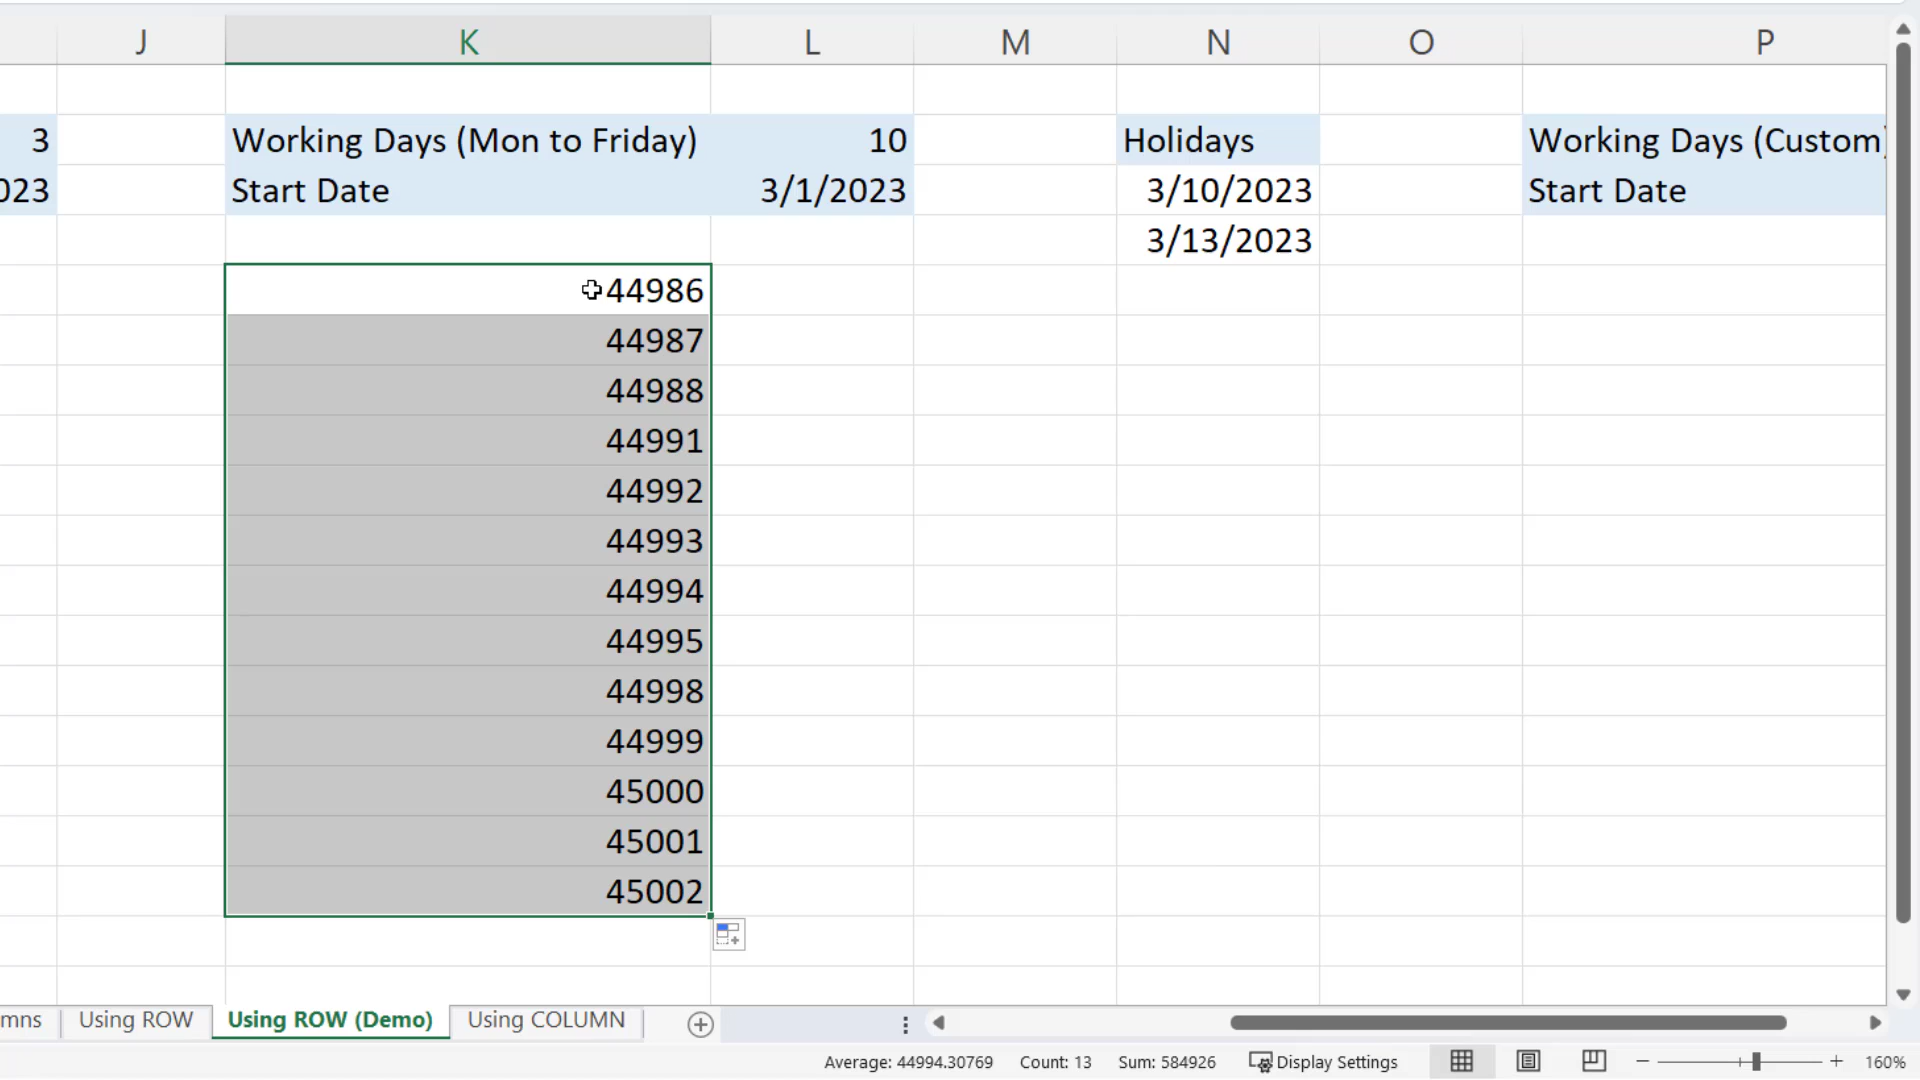 J K L M N O P
3 Working Days (Mon to Friday) 10 Holidays Working Days (Custom)
023 Start Date 3/1/2023 3/10/2023 Start Date
3/13/2023
44986
44987
44988
44991
44992
44993
44994
44995
44998
44999
45000
45001
45002
mns Using ROW Using ROW (Demo) Using COLUMN
Average: 44994.30769 Count: 13 Sum: 584926 Display Settings 160%